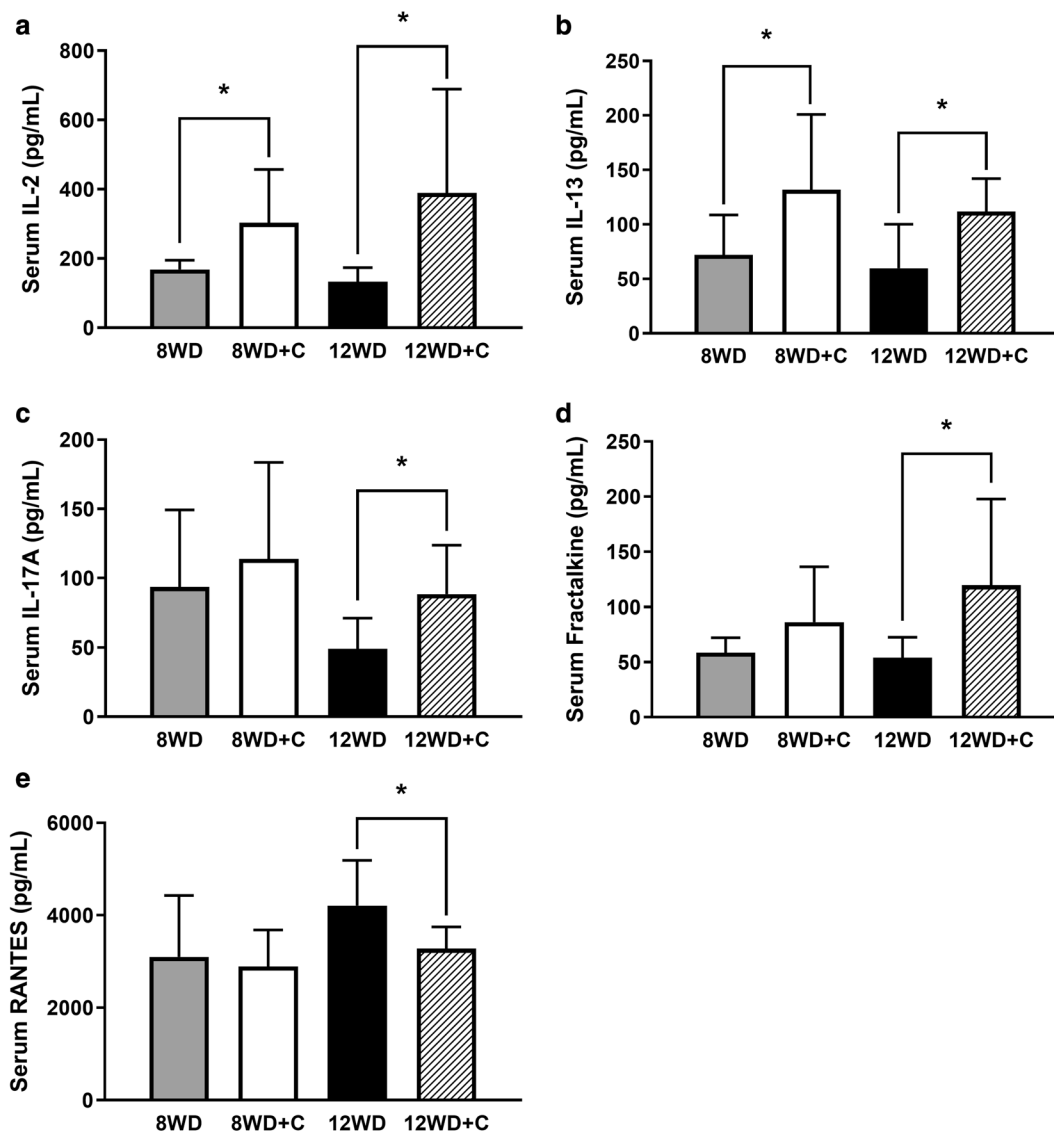 a
Serum IL-2 (pg/mL)
800
600
400
200
0
*
*
8WD 8WD+C 12WD 12WD+C
b
Serum IL-13 (pg/mL)
250
200
150
100
50
0
*
*
8WD 8WD+C 12WD 12WD+C
c
Serum IL-17A (pg/mL)
200
150
100
50
0
*
8WD 8WD+C 12WD 12WD+C
d
Serum Fractalkine (pg/mL)
250
200
150
100
50
0
*
8WD 8WD+C 12WD 12WD+C
e
Serum RANTES (pg/mL)
6000
4000
2000
0
*
8WD 8WD+C 12WD 12WD+C